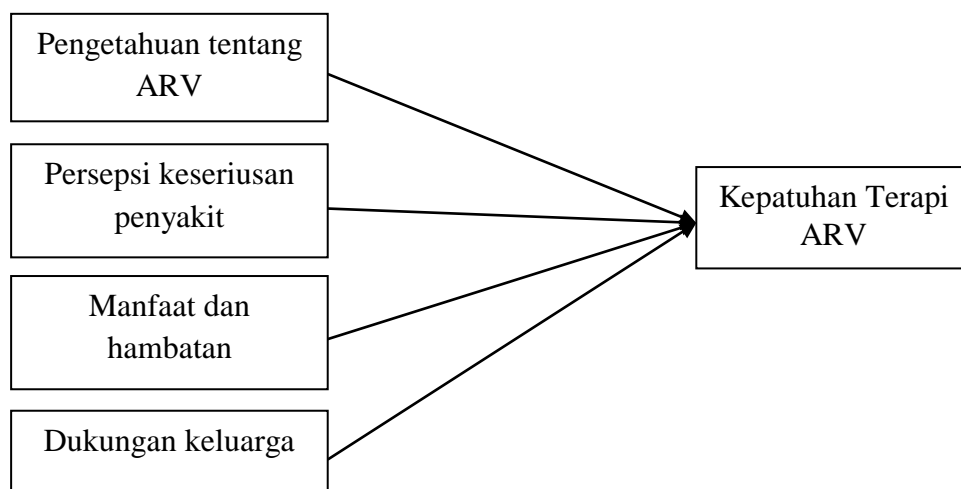 Pengetahuan tentang
ARV
Persepsi keseriusan
penyakit
Manfaat dan
hambatan
Dukungan keluarga
Kepatuhan Terapi
ARV